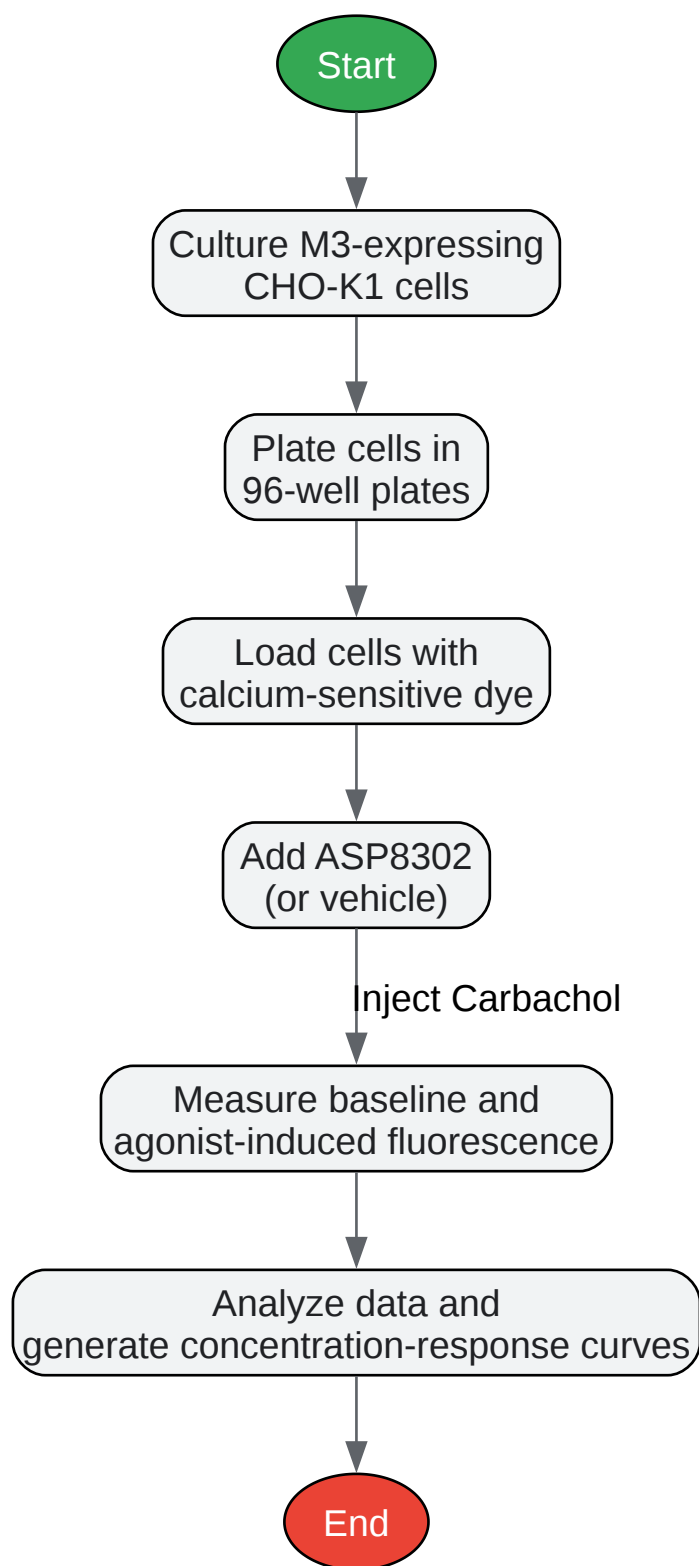 Start
Culture M3-expressing
CHO-K1 cells
Plate cells in
96-well plates
Load cells with
calcium-sensitive dye
Add ASP8302
(or vehicle)
Inject Carbachol
Measure baseline and
agonist-induced fluorescence
Analyze data and
generate concentration-response curves
End